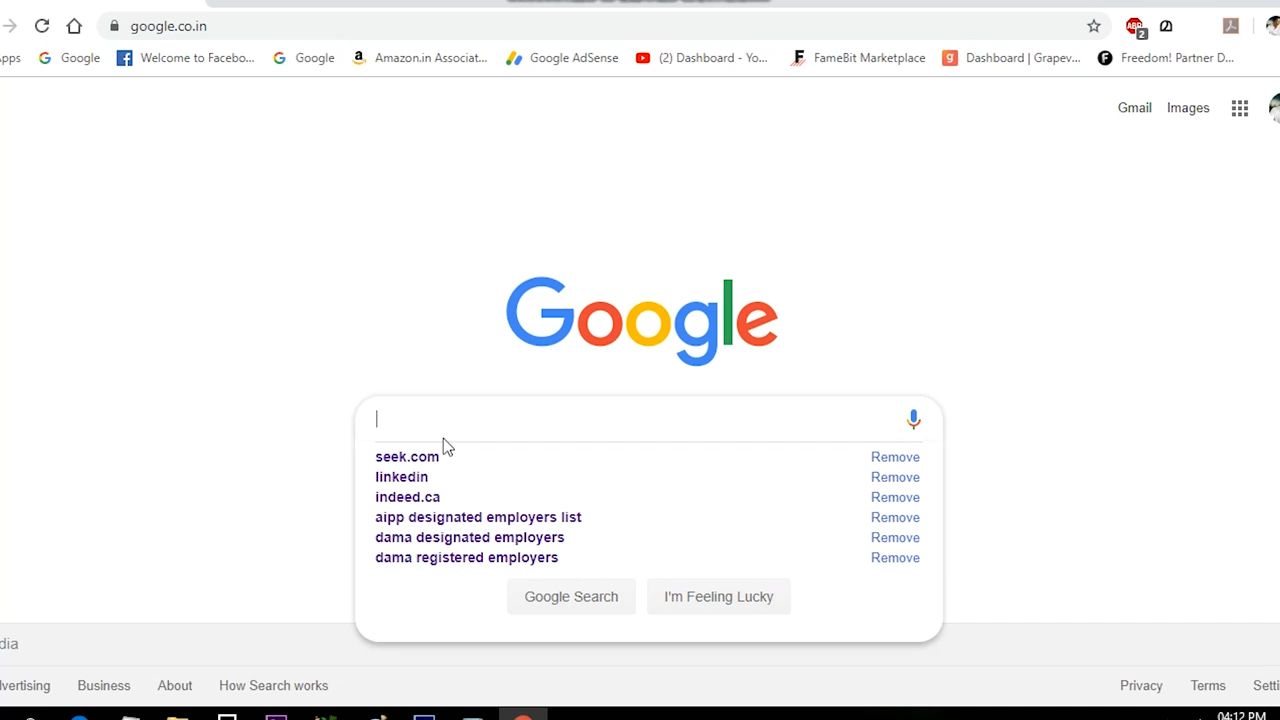 google.co.in
ABP
2
pps Google Welcome to Facebo... Google Amazon.in Associat... Google AdSense (2) Dashboard - Yo... FameBit Marketplace Dashboard | Grapev... Freedom! Partner D...
Gmail Images
Google
seek.com Remove
linkedin Remove
indeed.ca Remove
aipp designated employers list Remove
dama designated employers Remove
dama registered employers Remove
Google Search I'm Feeling Lucky
dia
vertising Business About How Search works Privacy Terms Setti
04:12 PM